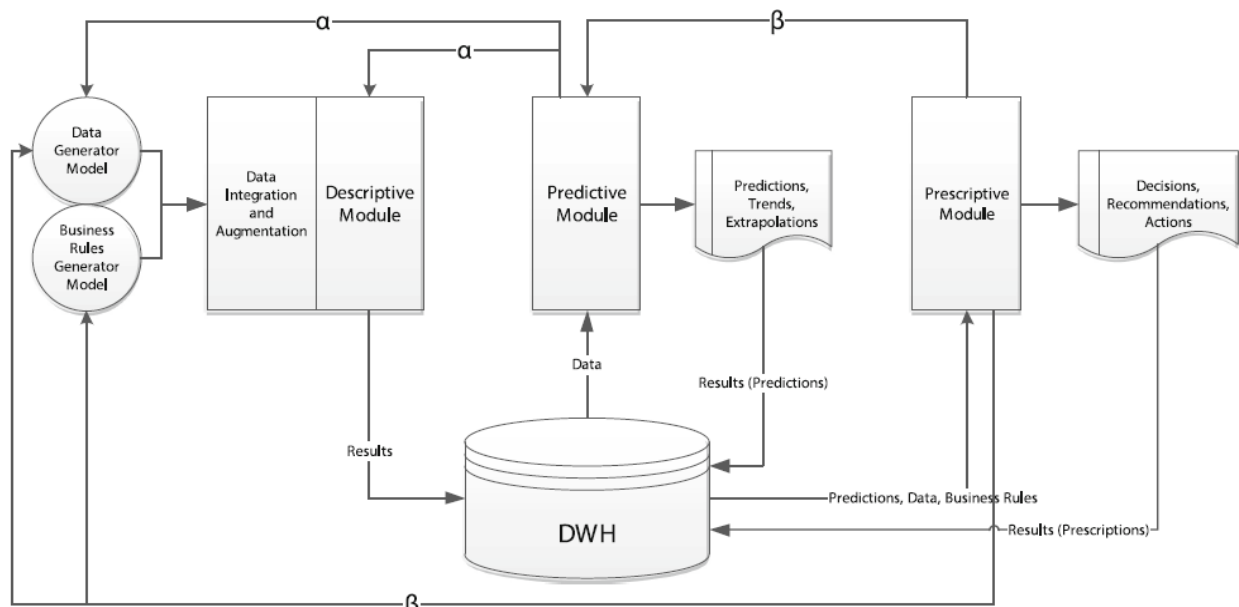 α
β
α
Data
Generator
Model
Business
Rules
Generator
Model
Data
Integration
and
Augmentation
Descriptive
Module
Predictive
Module
Predictions,
Trends,
Extrapolations
Prescriptive
Module
Decisions,
Recommendations,
Actions
Data
Results (Predictions)
Results
Predictions, Data, Business Rules
DWH
Results (Prescriptions)
β